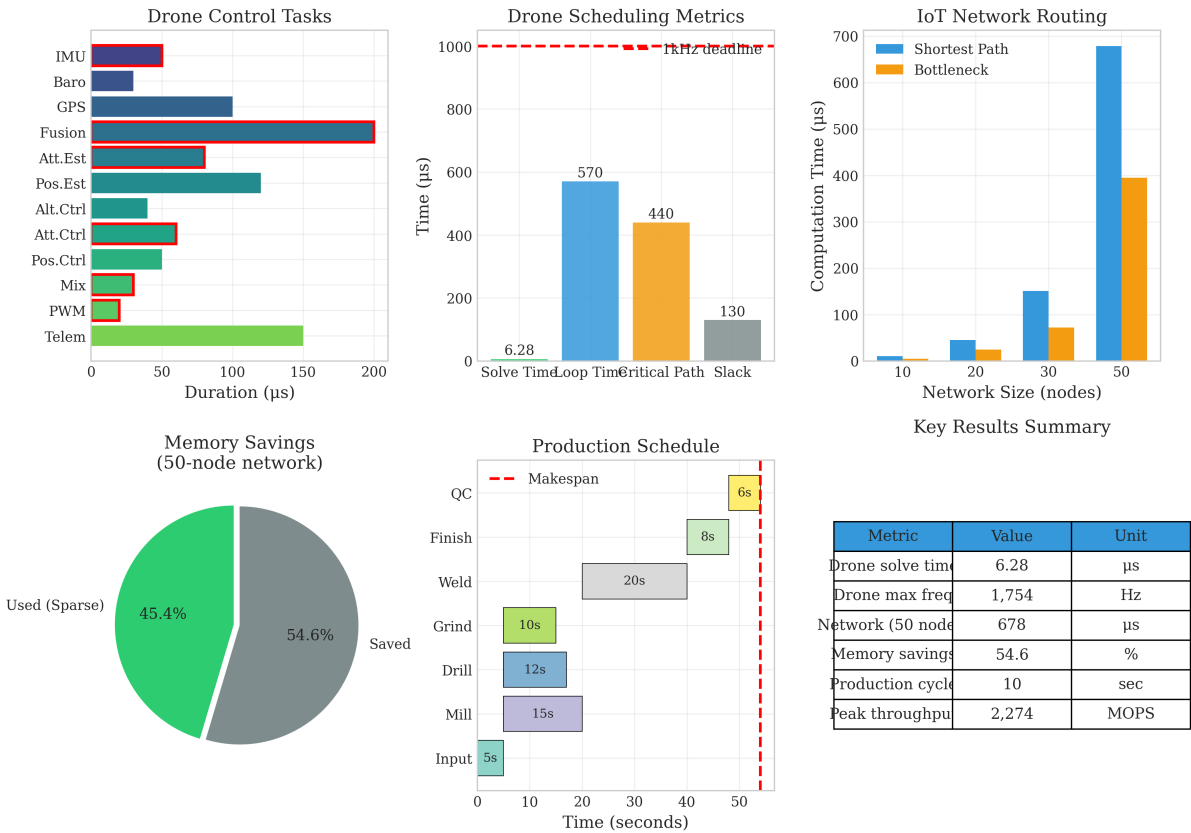 Drone Control Tasks
IMU
Baro
GPS
Fusion
Att.Est
Pos.Est
Alt.Ctrl
Att.Ctrl
Pos.Ctrl
Mix
PWM
Telem
0 50 100 150 200
Duration (μs)
Drone Scheduling Metrics
Time (μs)
1000
800
600
400
200
0
1kHz deadline
6.28
570
440
130
Solve Time Loop Time Critical Path Slack
IoT Network Routing
Computation Time (μs)
700
600
500
400
300
200
100
0
Shortest Path
Bottleneck
10 20 30 50
Network Size (nodes)
Memory Savings
(50-node network)
Used (Sparse)
45.4%
54.6%
Saved
Production Schedule
Makespan
QC
Finish
Weld
Grind
Drill
Mill
Input
6s
8s
20s
10s
12s
15s
5s
0 10 20 30 40 50
Time (seconds)
Key Results Summary
Metric Value Unit
Drone solve time 6.28 μs
Drone max freq 1,754 Hz
Network (50 node 678 μs
Memory savings 54.6 %
Production cycle 10 sec
Peak throughpu 2,274 MOPS